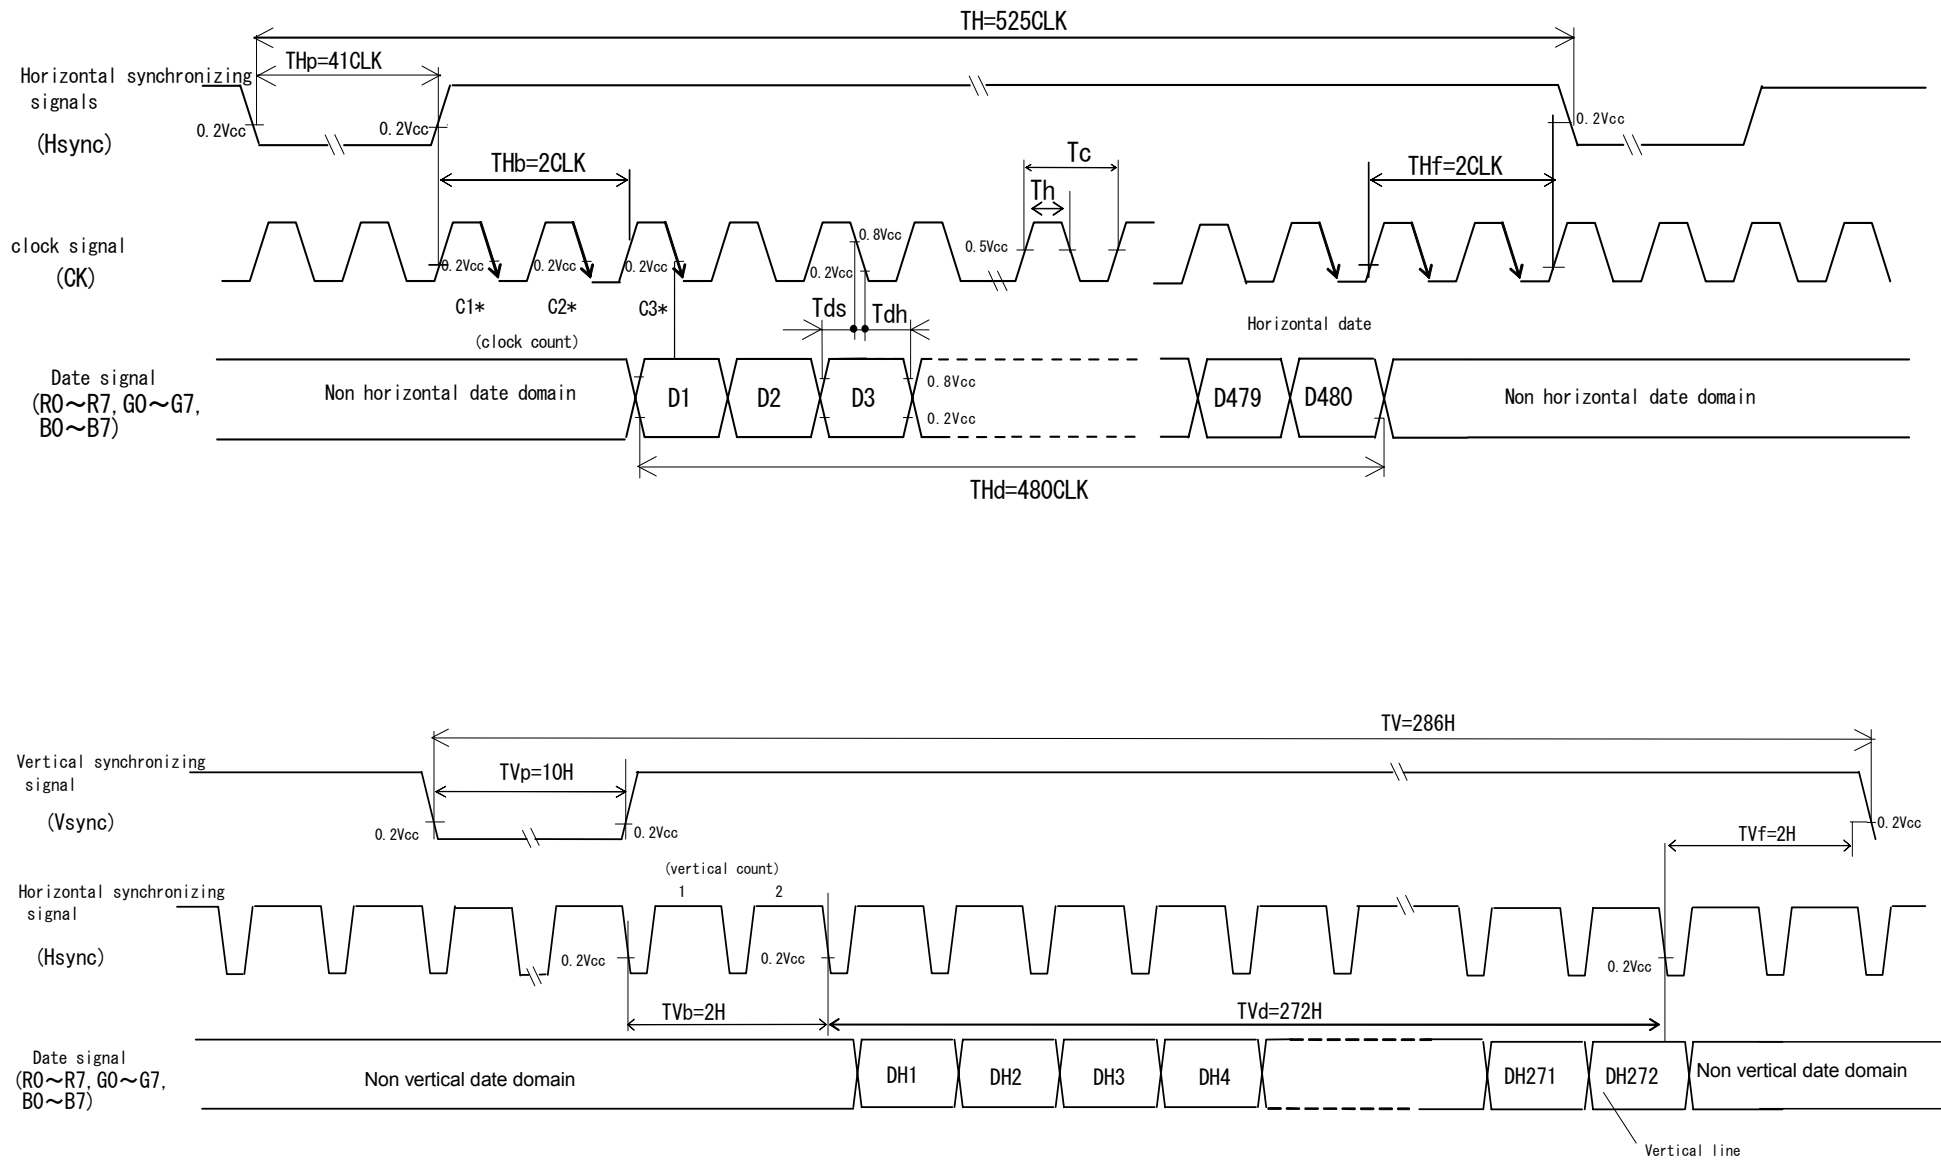 TH=525CLK
THp=41CLK
Horizontal synchronizing
signals
(Hsync)
0.2Vcc
0.2Vcc
0.2Vcc
THb=2CLK
Tc
Th
THf=2CLK
clock signal
(CK)
0.2Vcc
0.2Vcc
0.2Vcc
0.8Vcc
0.2Vcc
0.5Vcc
C1*
C2*
C3*
(clock count)
Tds
Tdh
Horizontal date
Date signal
(R0～R7, G0～G7,
B0～B7)
Non horizontal date domain
D1
D2
D3
0.8Vcc
0.2Vcc
D479
D480
Non horizontal date domain
THd=480CLK
TV=286H
Vertical synchronizing
signal
(Vsync)
TVp=10H
0.2Vcc
0.2Vcc
0.2Vcc
TVf=2H
(vertical count)
1
2
Horizontal synchronizing
signal
(Hsync)
0.2Vcc
0.2Vcc
0.2Vcc
TVb=2H
TVd=272H
Date signal
(R0～R7, G0～G7,
B0～B7)
Non vertical date domain
DH1
DH2
DH3
DH4
DH271
DH272
Non vertical date domain
Vertical line